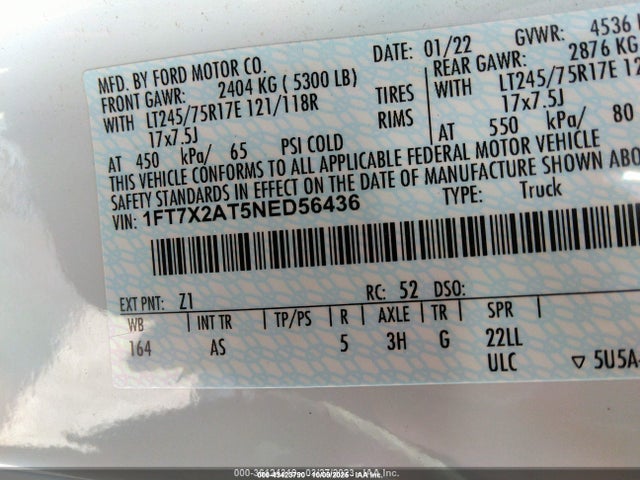 DATE: 01/22 GVWR: 4536
MFD. BY FORD MOTOR CO.
FRONT GAWR: 2404 KG ( 5300 LB) REAR GAWR: 2876 KG
WITH LT245/75R17E 121/118R TIRES WITH LT245/75R17E
17x7.5J RIMS 17x7.5J
AT 450 kPa/ 65 PSI COLD AT 550 kPa/ 80
THIS VEHICLE CONFORMS TO ALL APPLICABLE FEDERAL MOTOR VEHICLE
SAFETY STANDARDS IN EFFECT ON THE DATE OF MANUFACTURE SHOWN
VIN: 1FT7X2AT5NED56436 TYPE: Truck
EXT PNT: Z1 RC: 52 DSO:
WB INT TR TP/PS R AXLE TR SPR
164 AS 5 3H G 22LL
ULC ▽ 5U5A